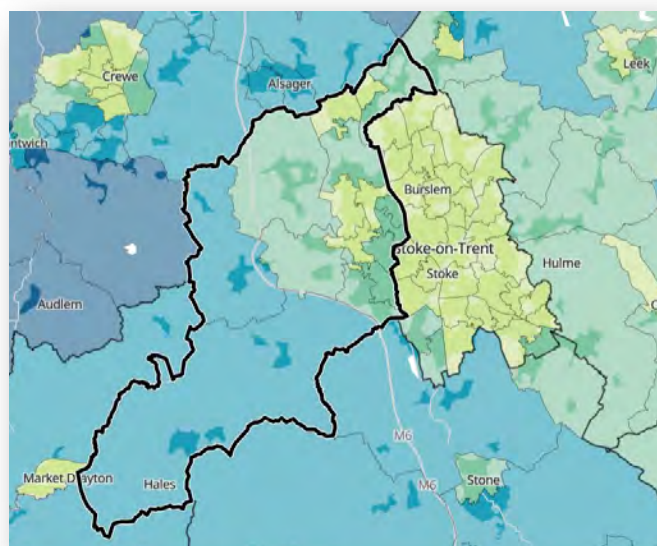 Crewe
Alsager
Leek
ntwich
Burslem
Stoke-on-Trent
Stoke
Hulme
Audlem
C
M6
Market Drayton
Hales
M6
Stone